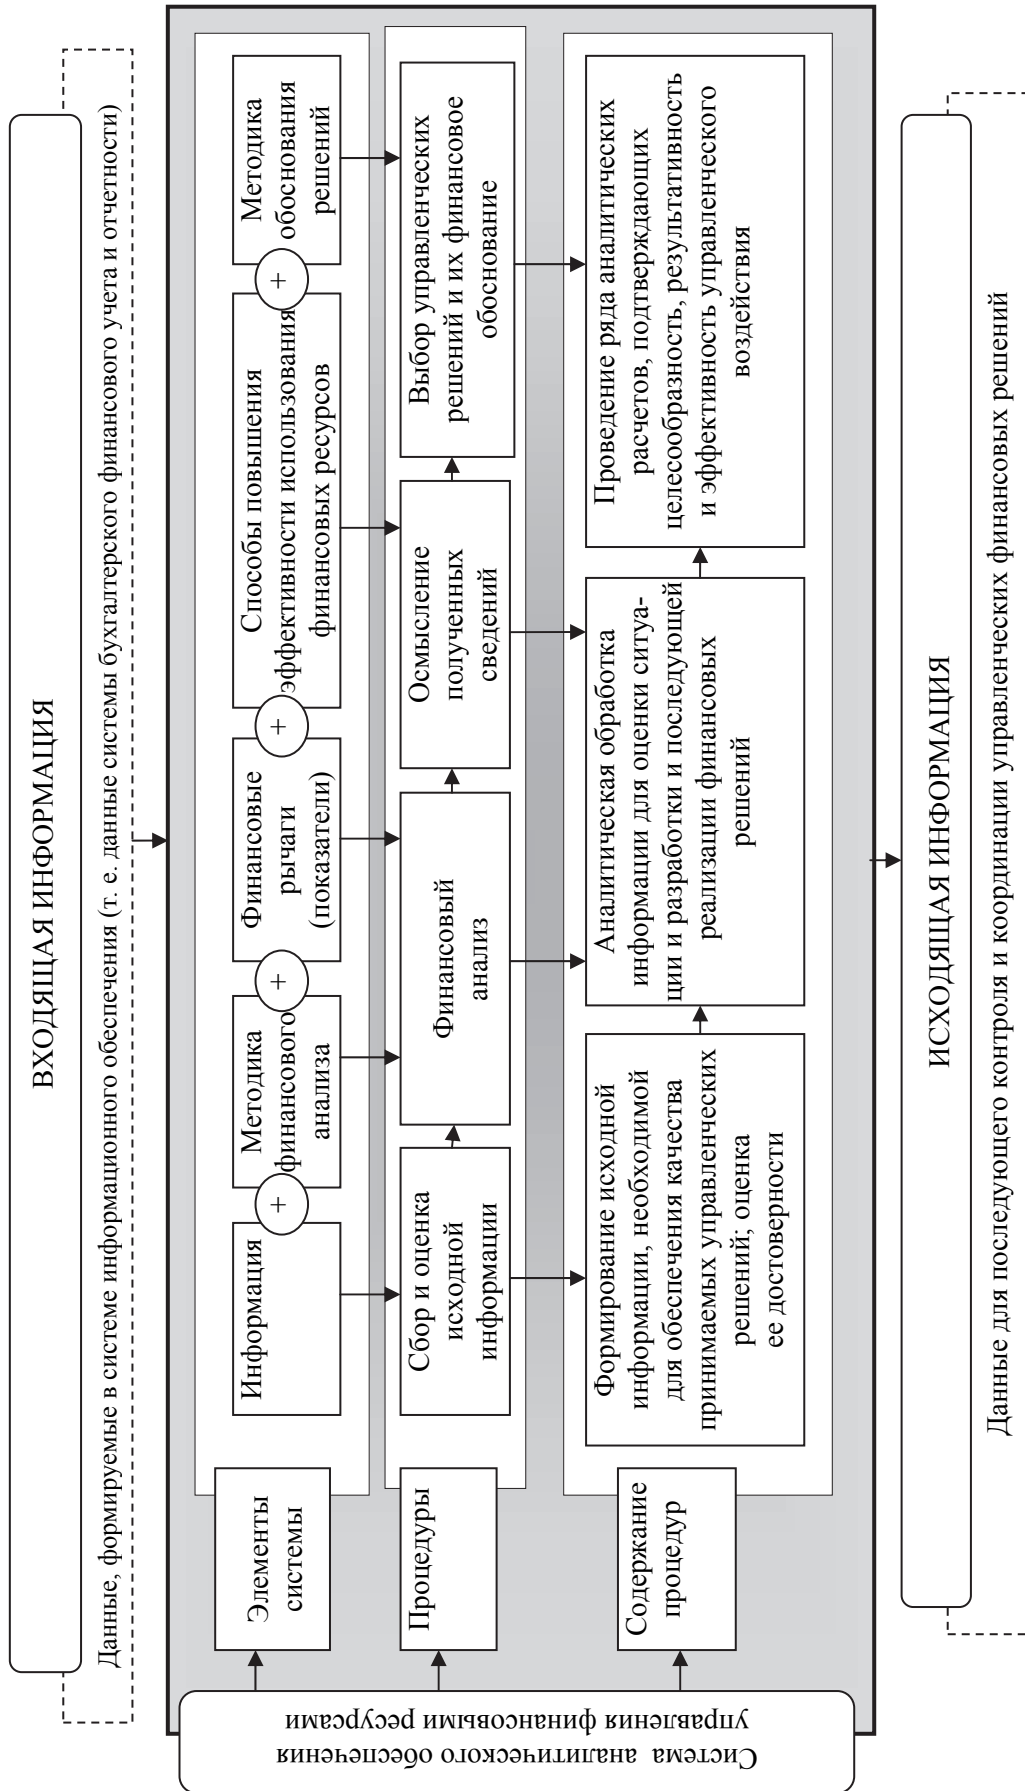 ВХОДЯЩАЯ ИНФОРМАЦИЯ
Данные, формируемые в системе информационного обеспечения (т. е. данные системы бухгалтерского финансового учета и отчетности)
Система аналитического обеспечения
управления финансовыми ресурсами
Элементы
системы
Информация
+
Методика
финансового
анализа
+
Финансовые
рычаги
(показатели)
+
Способы повышения
эффективности использования
финансовых ресурсов
+
Методика
обоснования
решений
Процедуры
Сбор и оценка
исходной
информации
Финансовый
анализ
Осмысление
полученных
сведений
Выбор управленческих
решений и их финансовое
обоснование
Содержание
процедур
Формирование исходной
информации, необходимой
для обеспечения качества
принимаемых управленческих
решений; оценка
ее достоверности
Аналитическая обработка
информации для оценки ситуа-
ции и разработки и последующей
реализации финансовых
решений
Проведение ряда аналитических
расчетов, подтверждающих
целесообразность, результативность
и эффективность управленческого
воздействия
ИСХОДЯЩАЯ ИНФОРМАЦИЯ
Данные для последующего контроля и координации управленческих финансовых решений